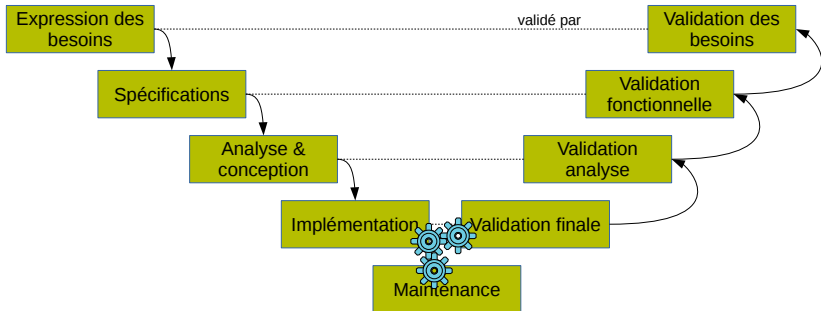 Expression des
besoins
validé par
Validation des
besoins
Spécifications
Validation
fonctionnelle
Analyse &
conception
Validation
analyse
Implémentation
Validation finale
Maintenance